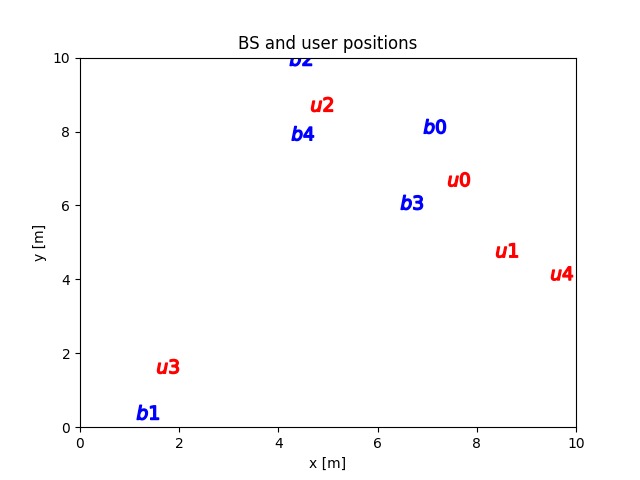 BS and user positions
10
b2
u2
8
b4
b0
u0
6
b3
y [m]
u1
4
u4
2
u3
b1
0
0 2 4 6 8 10
x [m]